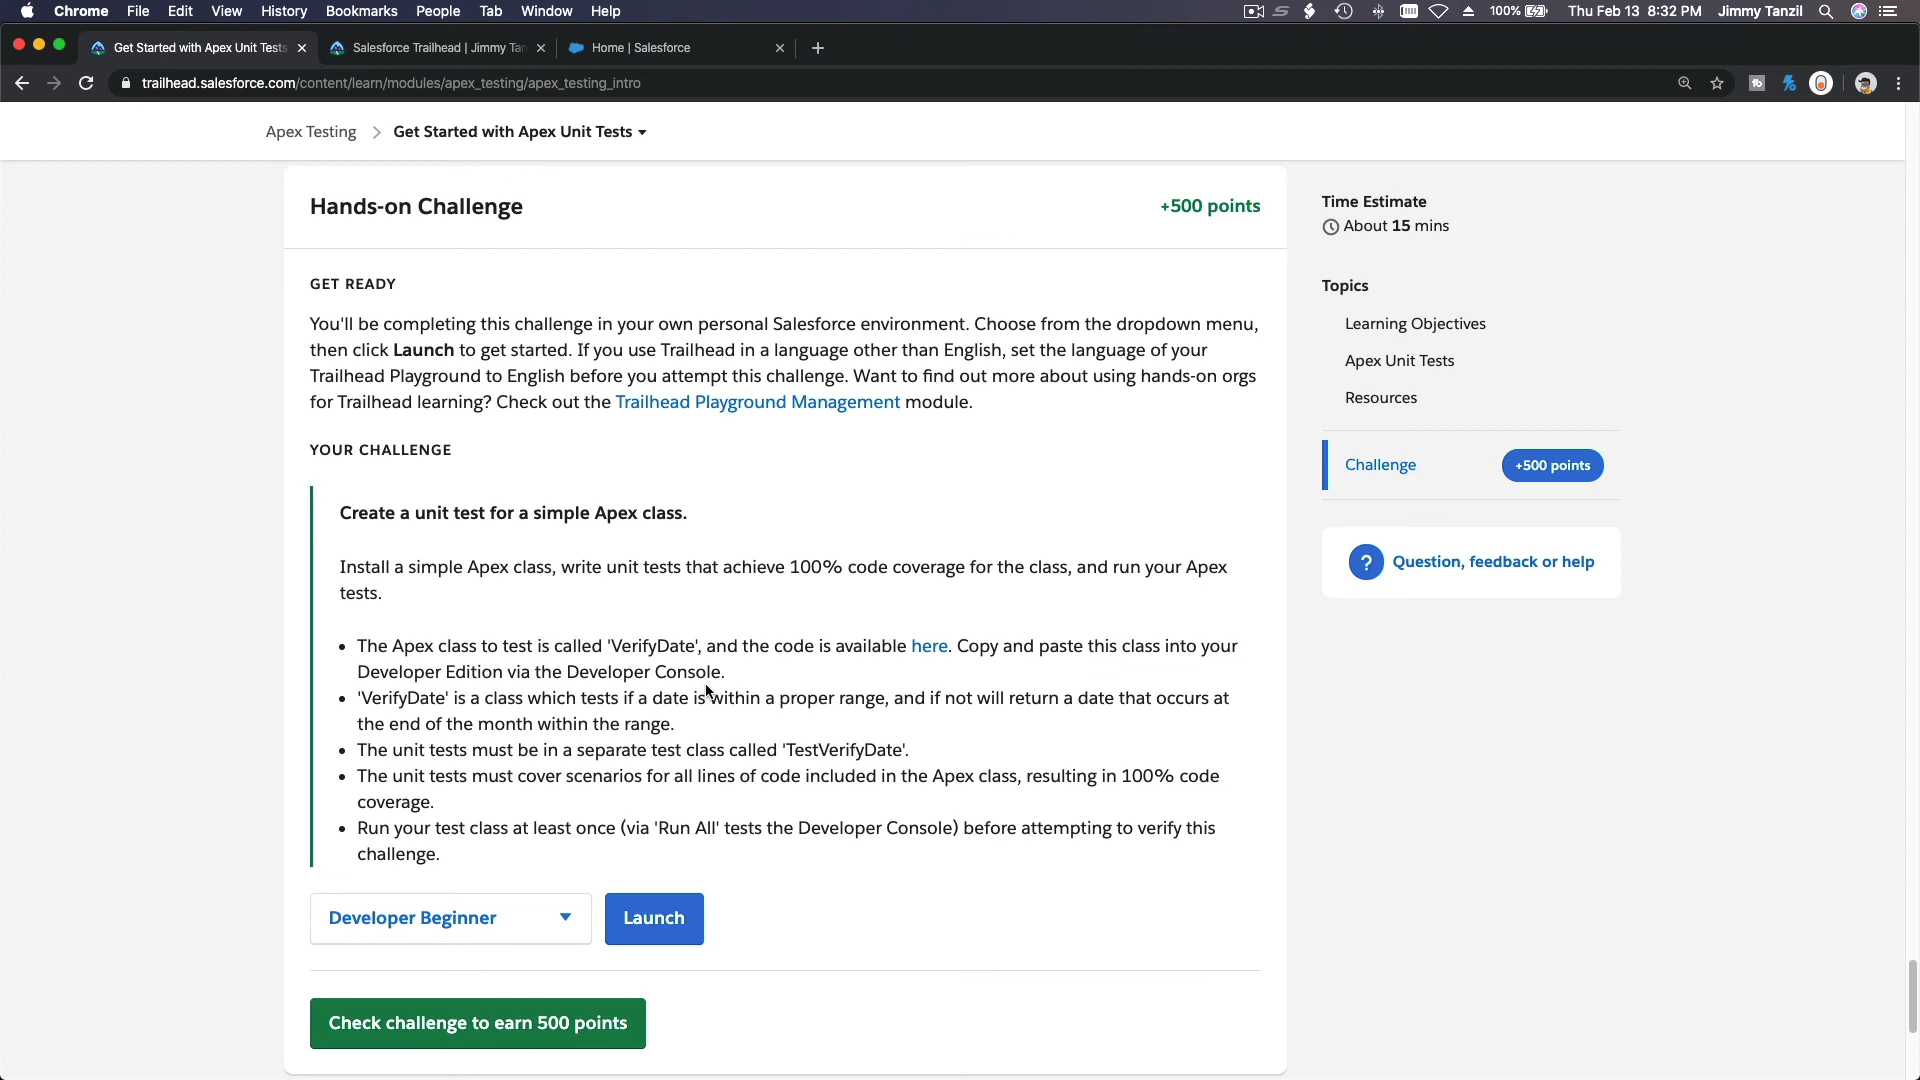 Chrome File Edit View History Bookmarks People Tab Window Help 100% Thu Feb 13 8:32 PM Jimmy Tanzil
Get Started with Apex Unit Tests Salesforce Trailhead | Jimmy Tan Home | Salesforce
trailhead.salesforce.com/content/learn/modules/apex_testing/apex_testing_intro
Apex Testing Get Started with Apex Unit Tests
Hands-on Challenge +500 points
GET READY
You'll be completing this challenge in your own personal Salesforce environment. Choose from the dropdown menu,
then click Launch to get started. If you use Trailhead in a language other than English, set the language of your
Trailhead Playground to English before you attempt this challenge. Want to find out more about using hands-on orgs
for Trailhead learning? Check out the Trailhead Playground Management module.
YOUR CHALLENGE
Create a unit test for a simple Apex class.
Install a simple Apex class, write unit tests that achieve 100% code coverage for the class, and run your Apex
tests.
• The Apex class to test is called 'VerifyDate', and the code is available here. Copy and paste this class into your
Developer Edition via the Developer Console.
• 'VerifyDate' is a class which tests if a date is within a proper range, and if not will return a date that occurs at
the end of the month within the range.
• The unit tests must be in a separate test class called 'TestVerifyDate'.
• The unit tests must cover scenarios for all lines of code included in the Apex class, resulting in 100% code
coverage.
• Run your test class at least once (via 'Run All' tests the Developer Console) before attempting to verify this
challenge.
Developer Beginner Launch
Check challenge to earn 500 points
Time Estimate
About 15 mins
Topics
Learning Objectives
Apex Unit Tests
Resources
Challenge +500 points
? Question, feedback or help